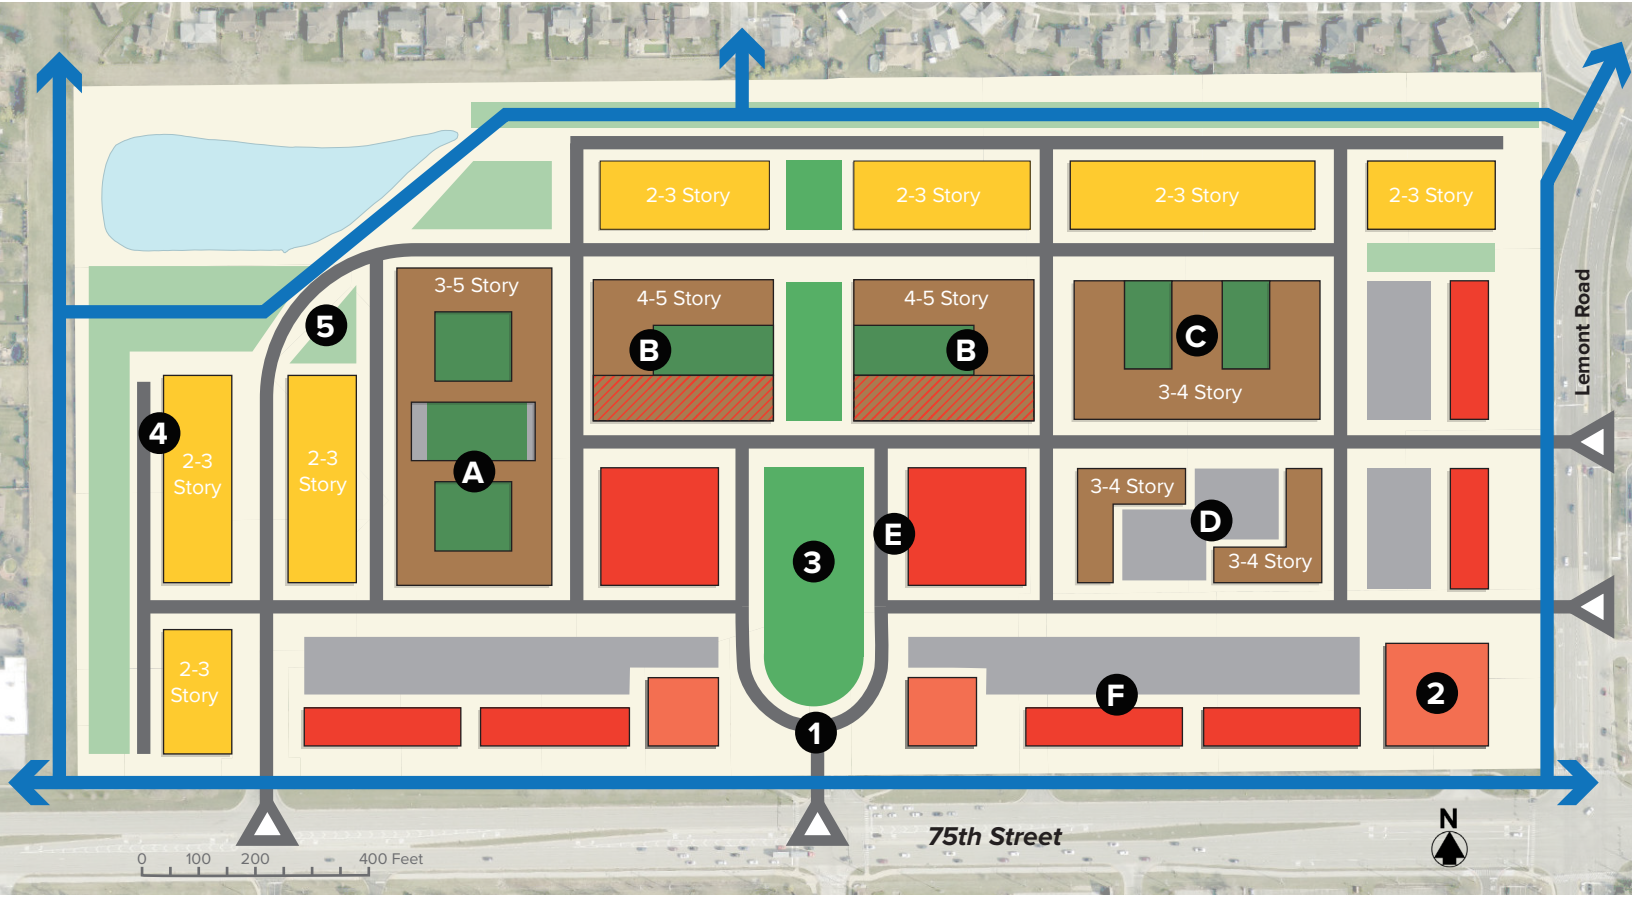 2-3 Story
2-3 Story
2-3 Story
2-3 Story
3-5 Story
4-5 Story
4-5 Story
5
B
B
C
3-4 Story
Lemont Road
4
2-3
Story
2-3
Story
A
3
E
3-4 Story
D
3-4 Story
2-3
Story
1
F
2
75th Street
N
0 100 200 400 Feet